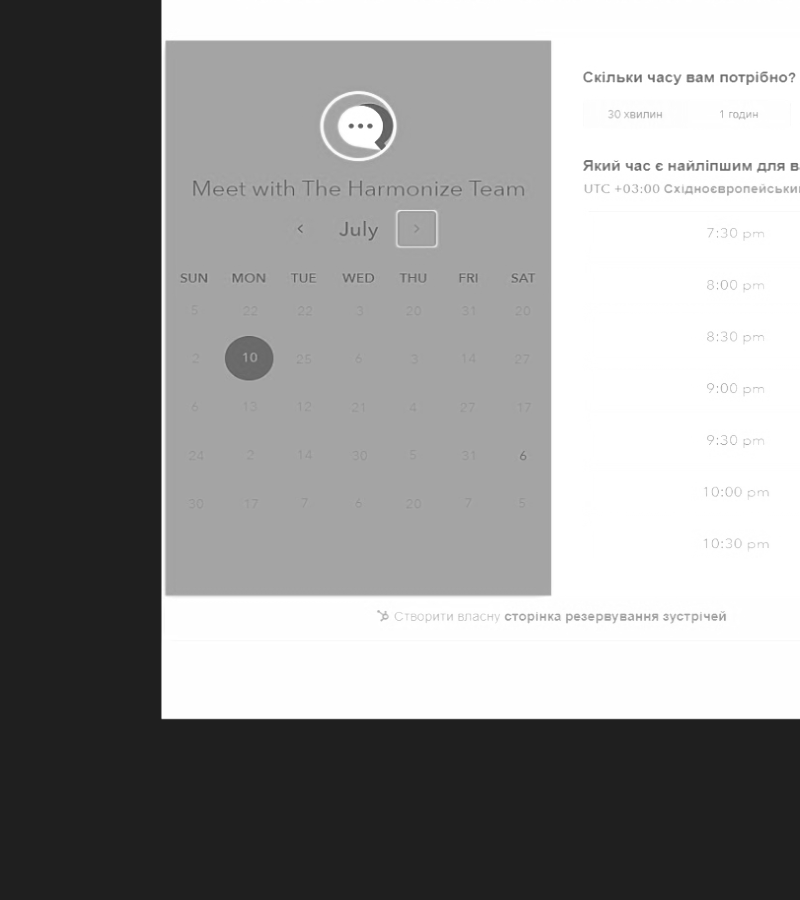 Meet with The Harmonize Team
July
SUN MON TUE WED THU FRI SAT
5 22 22 3 20 31 20
2 10 25 6 3 14 27
6 13 12 21 4 27 17
24 2 14 30 5 31 6
30 17 7 6 20 7 5
Скільки часу вам потрібно?
30 хвилин 1 годин
Який час є найліпшим для
UTC +03:00
7:30 pm
8:00 pm
8:30 pm
9:00 pm
9:30 pm
10:00 pm
10:30 pm
Створити власну сторінка резервування зустрічей